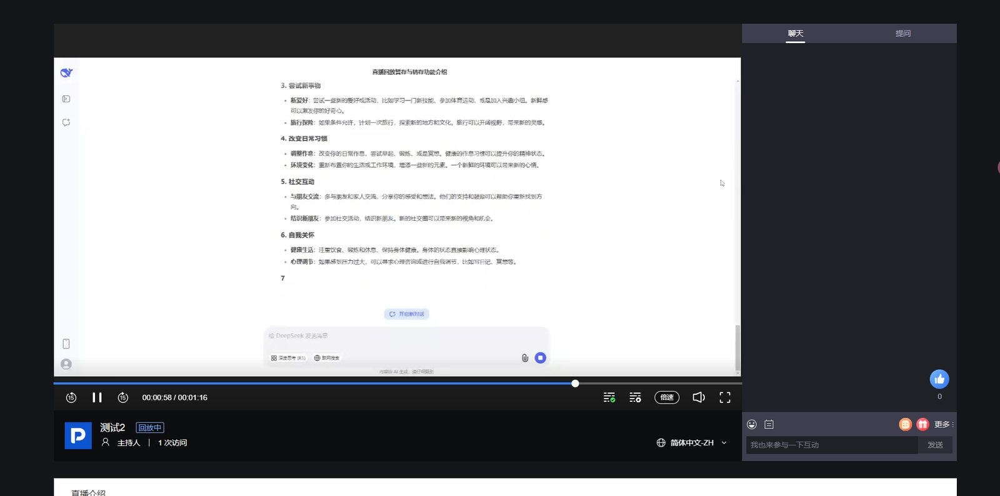 聊天
提问
直播回放暂存与转存功能介绍
3. 尝试新事物
新爱好：尝试一些新的爱好或活动，比如学习一门新技能、参加体育运动、或是加入兴趣小组。新鲜感
可以激发你的好奇心。
旅行探险：如果条件允许，计划一次旅行，探索新的地方和文化。旅行可以开阔视野，带来新的灵感。
4. 改变日常习惯
调整作息：改变你的日常作息，尝试早起、锻炼、或是冥想。健康的作息习惯可以提升你的精神状态。
环境变化：重新布置你的生活或工作环境，增添一些新的元素。一个新鲜的环境可以带来新的心情。
5. 社交互动
与朋友交流：多与朋友和家人交流，分享你的感受和想法。他们的支持和鼓励可以帮助你重新找到方
向。
结识新朋友：参加社交活动，结识新朋友。新的社交圈可以带来新的视角和机会。
6. 自我关怀
健康生活：注重饮食、锻炼和休息，保持身体健康。身体的状态直接影响心理状态。
心理调节：如果感到压力过大，可以寻求心理咨询或进行自我调节，比如写日记、冥想等。
7
开启新对话
给 DeepSeek 发送消息
深度思考 (R1)
联网搜索
内容由 AI 生成，请仔细甄别
15
15
00:00:58 / 00:01:16
倍速
0
测试2
回放中
主持人
1 次访问
简体中文-ZH
更多
我也来参与一下互动
发送
直播介绍